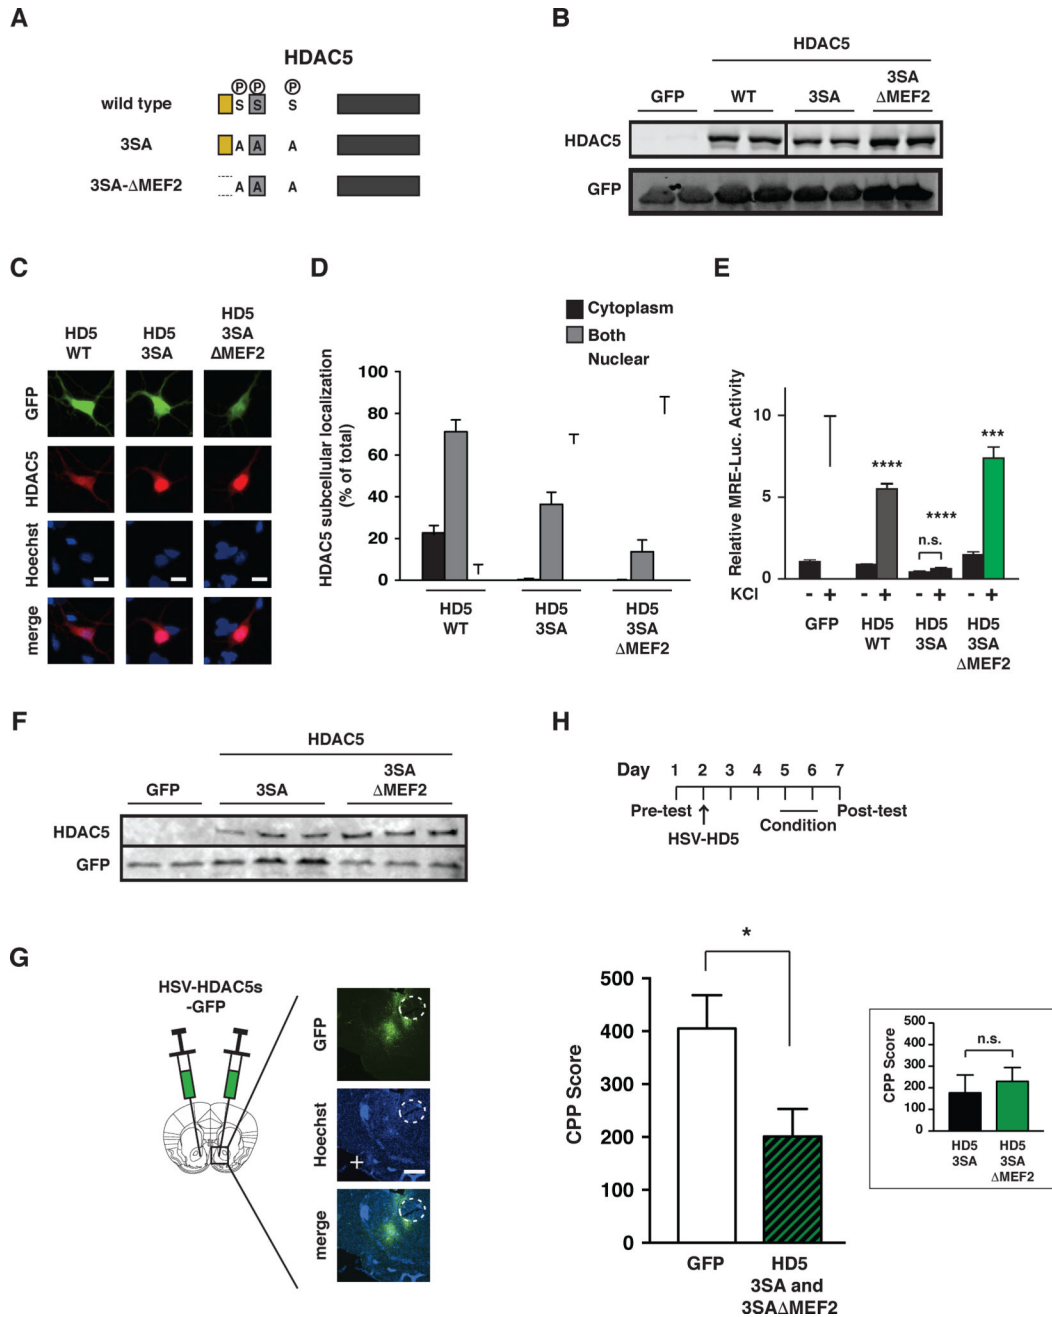 A
HDAC5
P P P
wild type S S S
3SA A A A
3SA-ΔMEF2 A A A
B
HDAC5
GFP WT 3SA 3SA
ΔMEF2
HDAC5
GFP
C
HD5
WT
HD5
3SA
HD5
3SA
ΔMEF2
GFP
HDAC5
Hoechst
merge
D
Cytoplasm
Both
Nuclear
HDAC5 subcellular localization
(% of total)
100
80
60
40
20
0
HD5
WT
HD5
3SA
HD5
3SA
ΔMEF2
E
Relative MRE-Luc. Activity
10
5
0
****
n.s.
****
***
KCl - + - + - + - +
GFP
HD5
WT
HD5
3SA
HD5
3SA
ΔMEF2
F
HDAC5
GFP 3SA 3SA
ΔMEF2
HDAC5
GFP
G
HSV-HDAC5s
-GFP
GFP
Hoechst
+
merge
H
Day 1 2 3 4 5 6 7
Pre-test Post-test
Condition
HSV-HD5
*
CPP Score
500
400
300
200
100
0
GFP
HD5
3SA and
3SAΔMEF2
CPP Score
500
400
300
200
100
0
n.s.
HD5
3SA
HD5
3SA
ΔMEF2